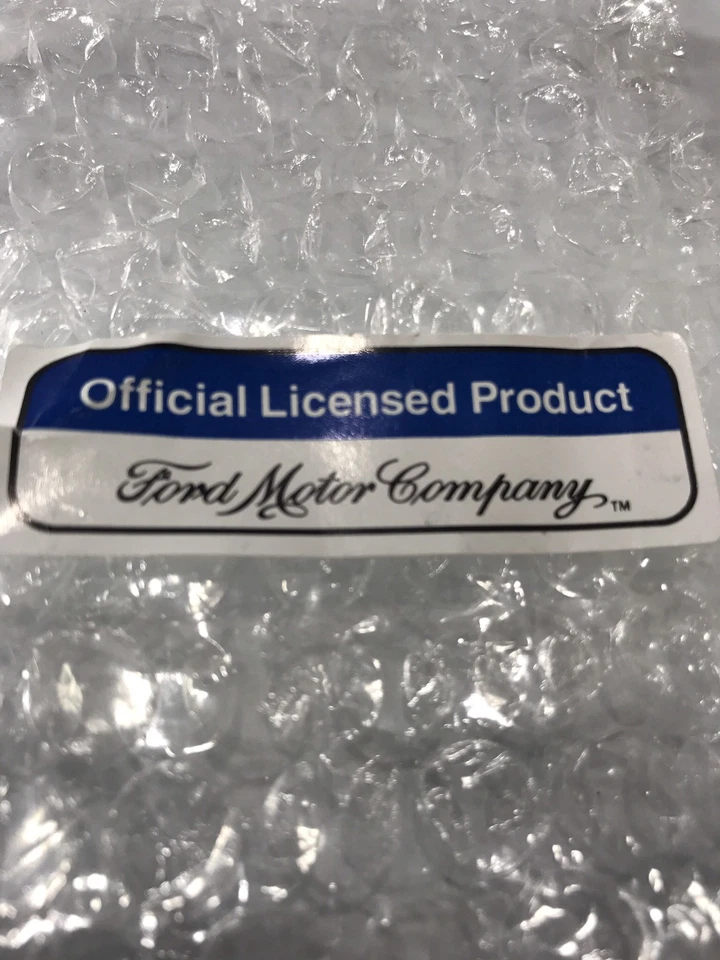 Official Licensed Product
Ford Motor Company™